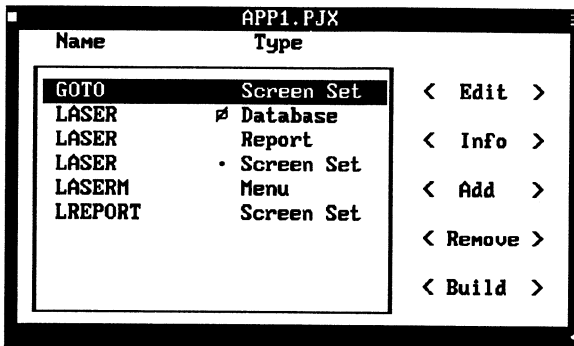 APP1.PJX
Name Type
GOTO Screen Set
LASER ø Database
LASER Report
LASER • Screen Set
LASERM Menu
LREPORT Screen Set
< Edit >
< Info >
< Add >
< Remove >
< Build >